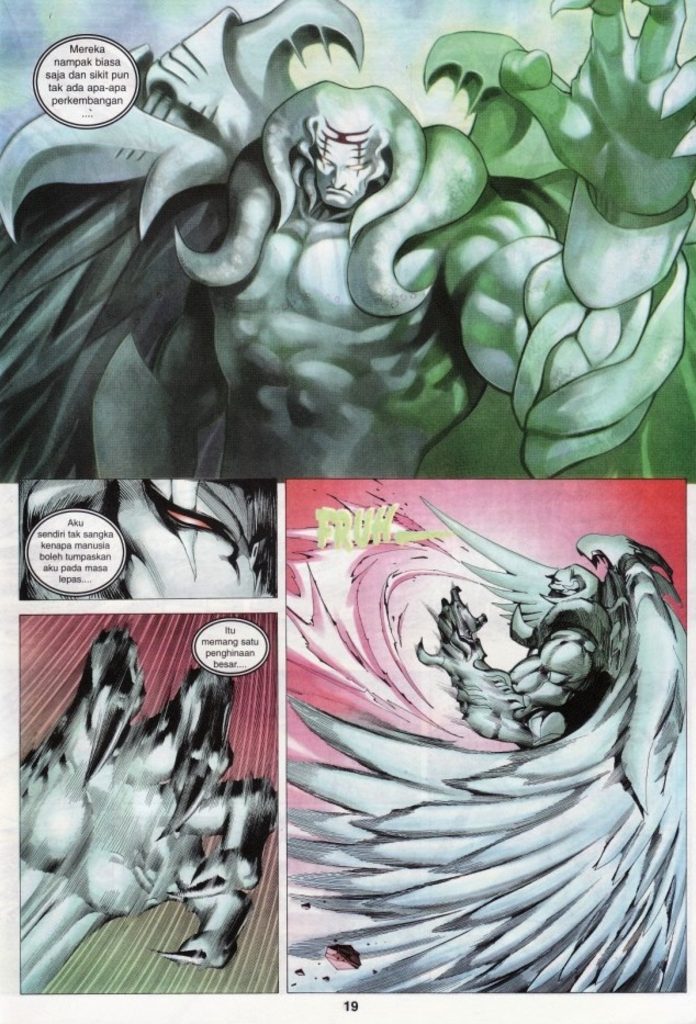 Mereka
nampak biasa
saja dan sikit pun
tak ada apa-apa
perkembangan
....
Aku
sendiri tak sangka
kenapa manusia
boleh tumpaskan
aku pada masa
lepas....
FRUH......
Itu
memang satu
penghinaan
besar....
19